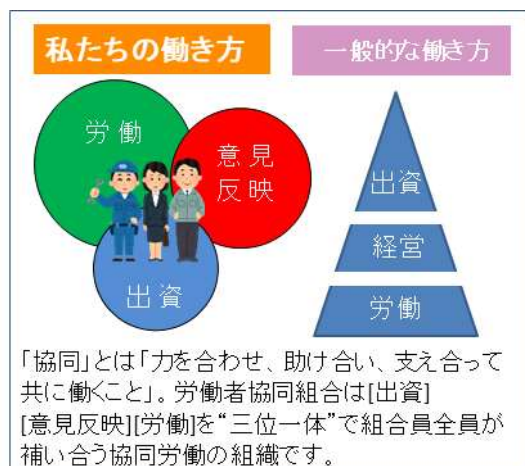 私たちの働き方
一般的な働き方
労働
意見
反映
出資
出資
経営
労働
「協同」とは「力を合わせ、助け合い、支え合って
共に働くこと」。労働者協同組合は[出資]
[意見反映][労働]を“三位一体”で組合員全員が
補い合う協同労働の組織です。